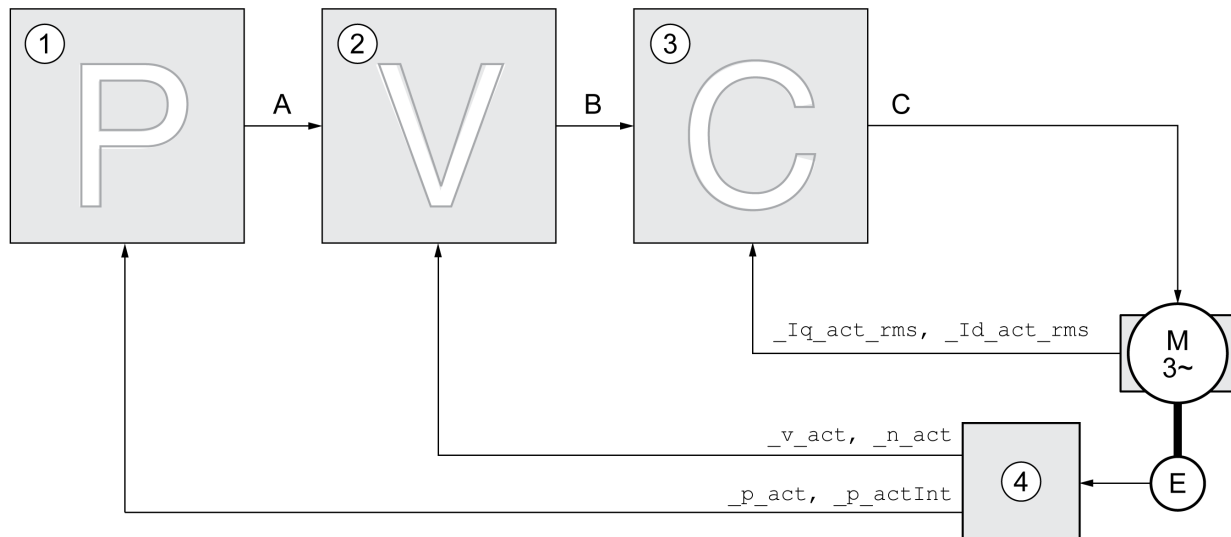 1
P
A
2
V
B
3
C
C
_Iq_act_rms, _Id_act_rms
M
3~
_v_act, _n_act
_p_act, _p_actInt
4
E